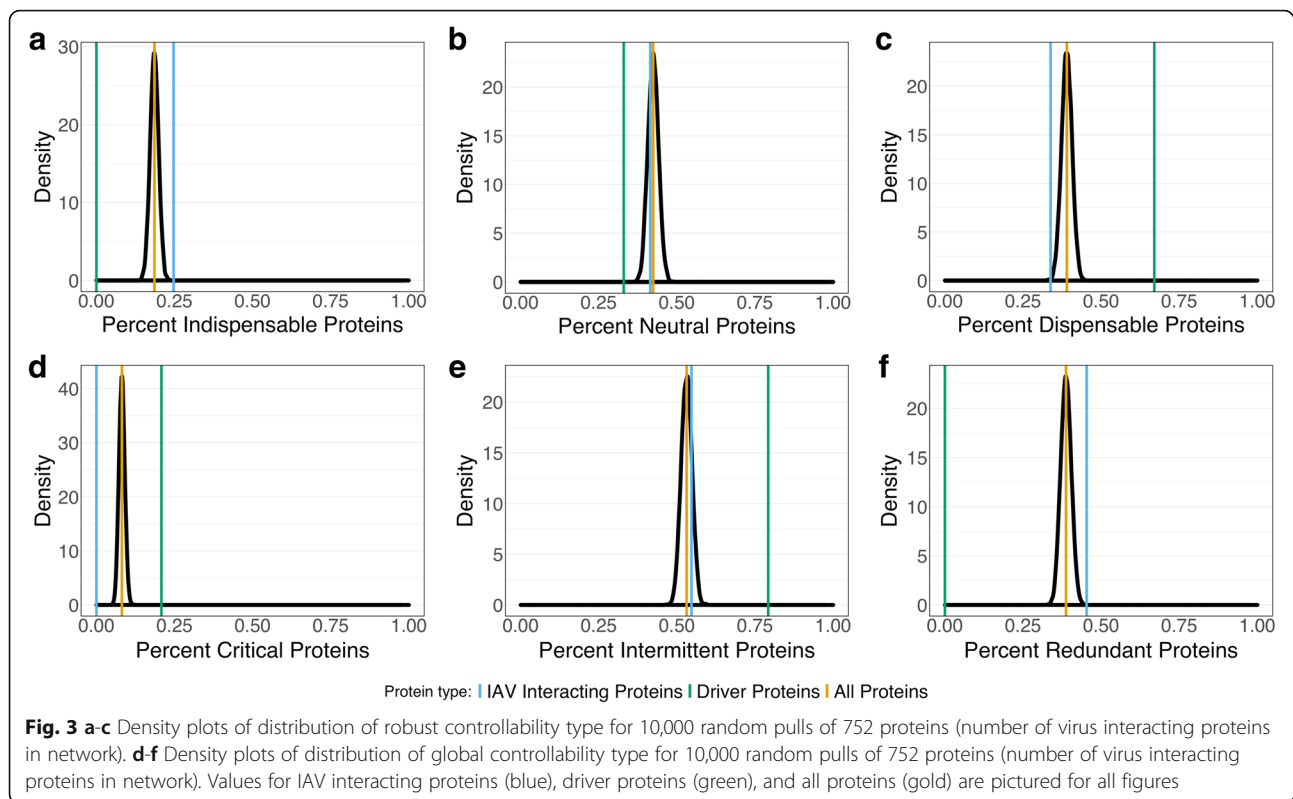 a
30
20
10
0
Density
0.00 0.25 0.50 0.75 1.00
Percent Indispensable Proteins
b
20
15
10
5
0
Density
0.00 0.25 0.50 0.75 1.00
Percent Neutral Proteins
c
20
15
10
5
0
Density
0.00 0.25 0.50 0.75 1.00
Percent Dispensable Proteins
d
40
30
20
10
0
Density
0.00 0.25 0.50 0.75 1.00
Percent Critical Proteins
e
20
15
10
5
0
Density
0.00 0.25 0.50 0.75 1.00
Percent Intermittent Proteins
f
20
15
10
5
0
Density
0.00 0.25 0.50 0.75 1.00
Percent Redundant Proteins
Protein type: IAV Interacting Proteins Driver Proteins All Proteins
Fig. 3 a-c Density plots of distribution of robust controllability type for 10,000 random pulls of 752 proteins (number of virus interacting proteins
in network). d-f Density plots of distribution of global controllability type for 10,000 random pulls of 752 proteins (number of virus interacting
proteins in network). Values for IAV interacting proteins (blue), driver proteins (green), and all proteins (gold) are pictured for all figures